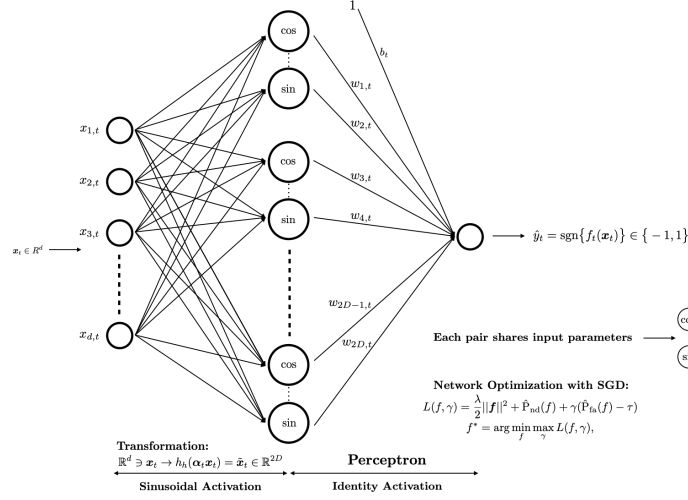 1
cos
b_t
sin
w_{1,t}
w_{2,t}
x_{1,t}
cos
w_{3,t}
x_{2,t}
sin
w_{4,t}
x_{3,t}
x_t ∈ R^d
ŷ_t = sgn{f_t(x_t)} ∈ { − 1, 1}
w_{2D−1,t}
x_{d,t}
w_{2D,t}
Each pair shares input parameters
cos
sin
Network Optimization with SGD:
L(f, γ) = λ/2 ||f||^2 + P̂_nd(f) + γ(P̂_fa(f) − τ)
f* = arg min_f max_γ L(f, γ),
Transformation:
ℝ^d ∋ x_t → h_h(α_t x_t) = x̃_t ∈ ℝ^{2D}
Perceptron
Sinusoidal Activation
Identity Activation